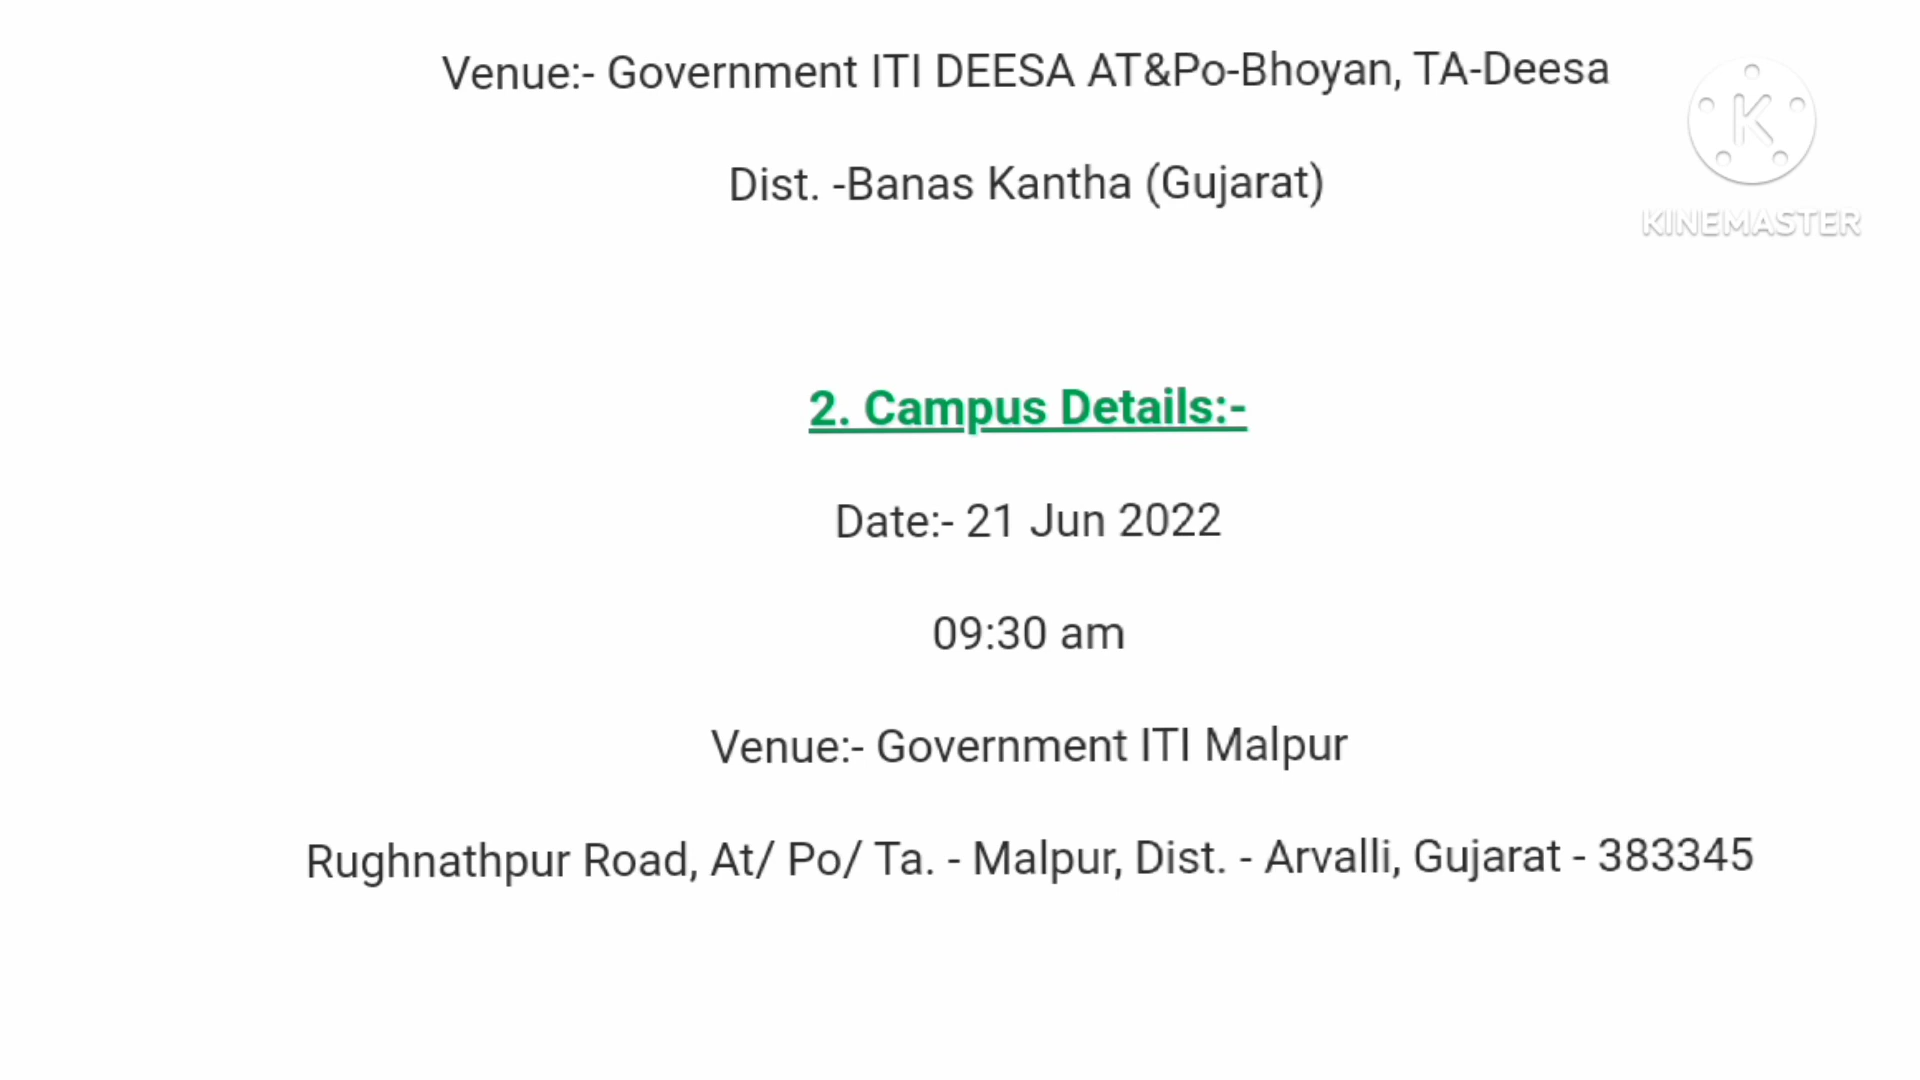 Venue:- Government ITI DEESA AT&Po-Bhoyan, TA-Deesa
Dist. -Banas Kantha (Gujarat)
K
KINEMASTER
2. Campus Details:-
Date:- 21 Jun 2022
09:30 am
Venue:- Government ITI Malpur
Rughnathpur Road, At/ Po/ Ta. - Malpur, Dist. - Arvalli, Gujarat - 383345